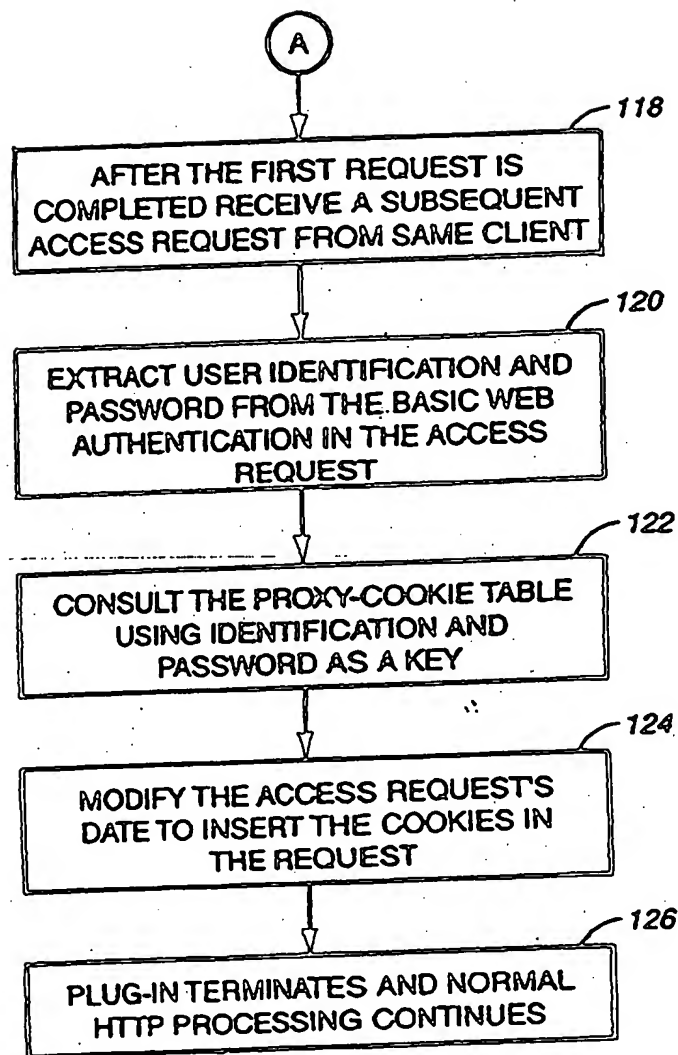 A
118
AFTER THE FIRST REQUEST IS
COMPLETED RECEIVE A SUBSEQUENT
ACCESS REQUEST FROM SAME CLIENT
120
EXTRACT USER IDENTIFICATION AND
PASSWORD FROM THE BASIC WEB
AUTHENTICATION IN THE ACCESS
REQUEST
122
CONSULT THE PROXY-COOKIE TABLE
USING IDENTIFICATION AND
PASSWORD AS A KEY
124
MODIFY THE ACCESS REQUEST'S
DATE TO INSERT THE COOKIES IN
THE REQUEST
126
PLUG-IN TERMINATES AND NORMAL
HTTP PROCESSING CONTINUES